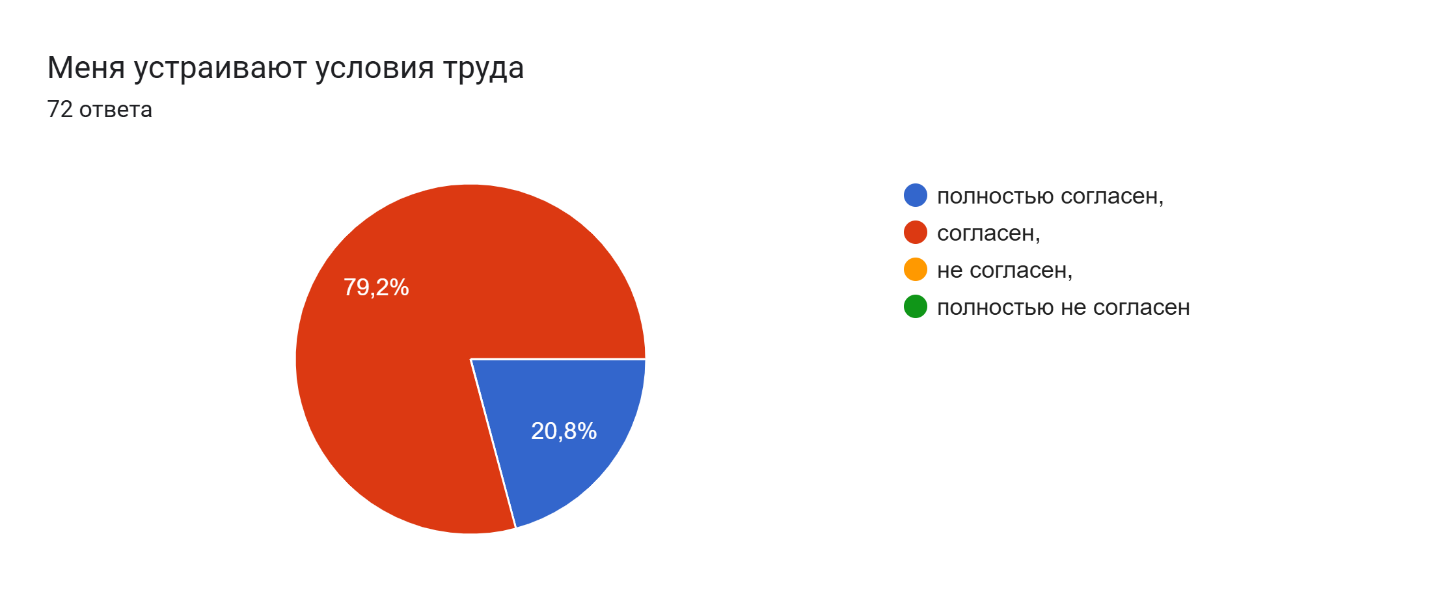 Меня устраивают условия труда
72 ответа
полностью согласен,
согласен,
не согласен,
полностью не согласен
79,2%
20,8%